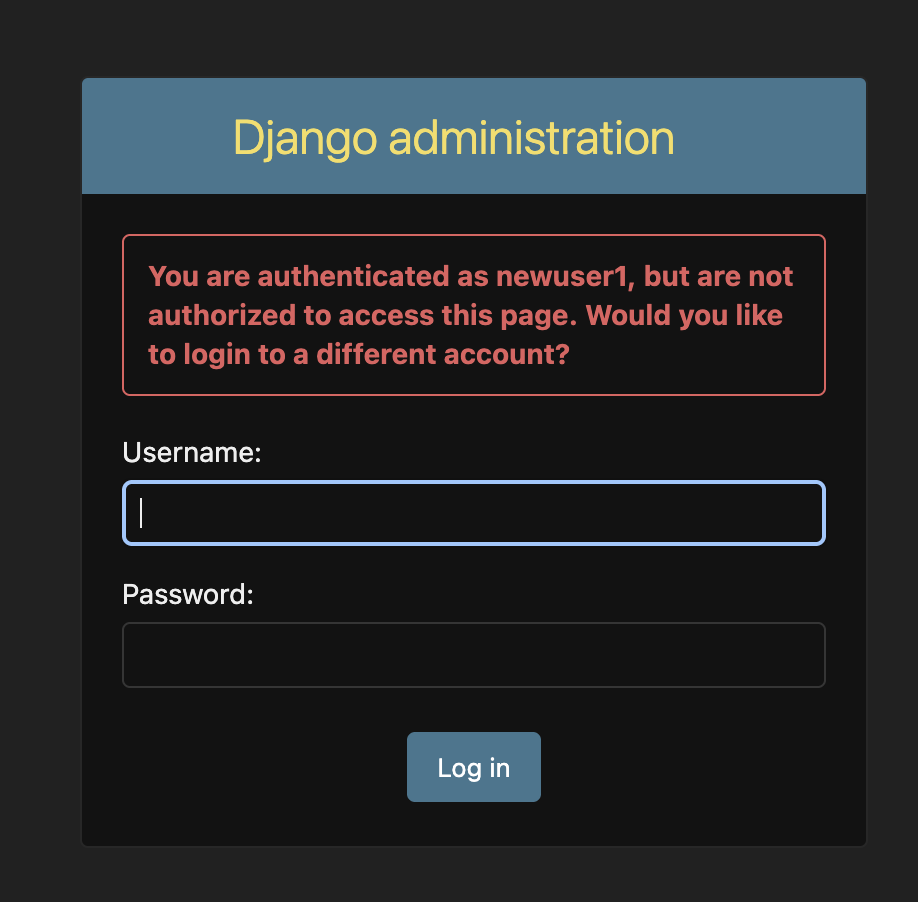 Django administration
You are authenticated as newuser1, but are not
authorized to access this page. Would you like
to login to a different account?
Username:
Password:
Log in